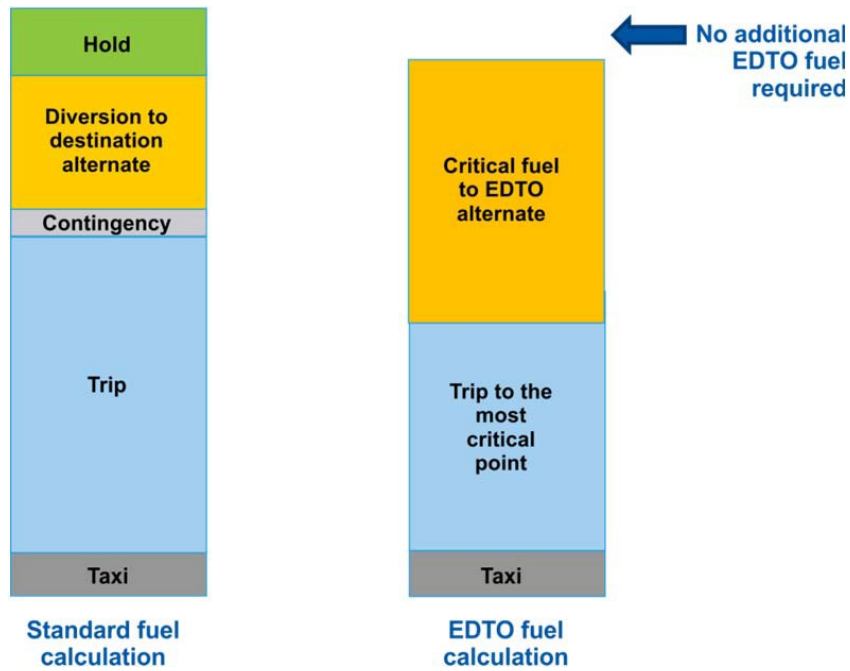 Hold
Diversion to
destination
alternate
Contingency
Trip
Taxi
Standard fuel
calculation
No additional
EDTO fuel
required
Critical fuel
to EDTO
alternate
Trip to the
most
critical
point
Taxi
EDTO fuel
calculation